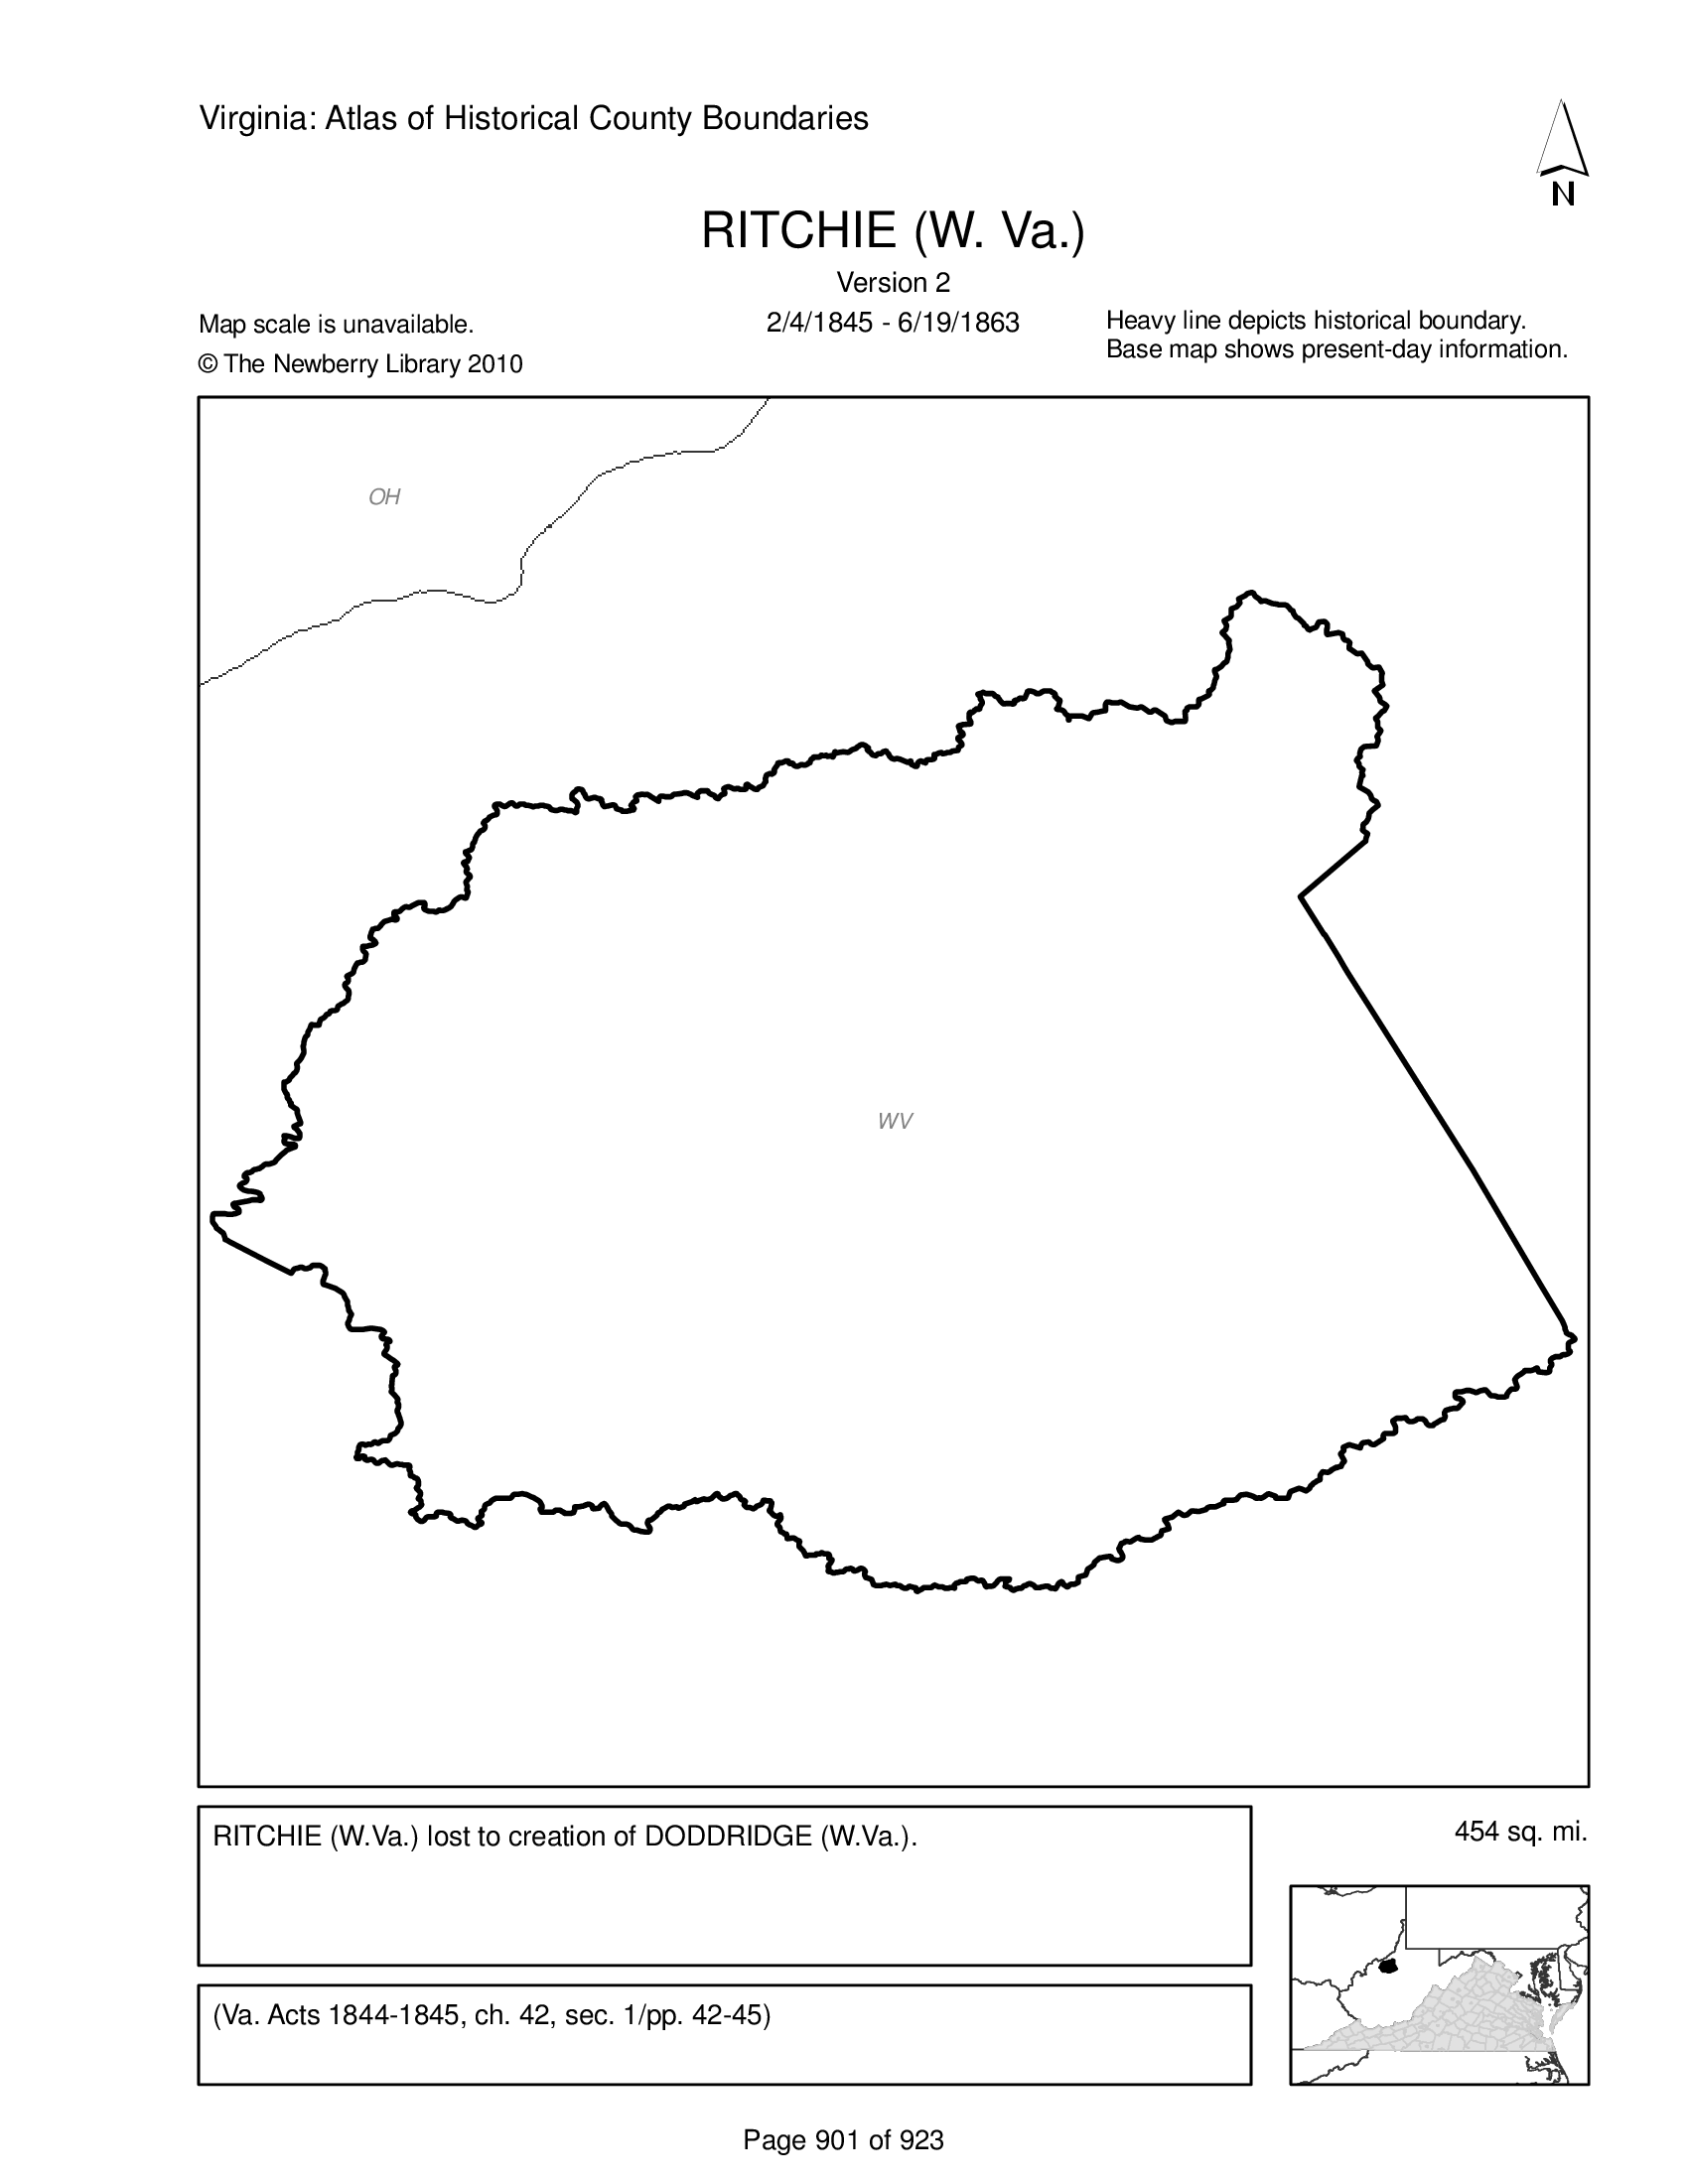 Virginia: Atlas of Historical County Boundaries
N
RITCHIE (W. Va.)
Version 2
2/4/1845 - 6/19/1863
Map scale is unavailable.
© The Newberry Library 2010
Heavy line depicts historical boundary.
Base map shows present-day information.
OH
WV
RITCHIE (W.Va.) lost to creation of DODDRIDGE (W.Va.).
454 sq. mi.
(Va. Acts 1844-1845, ch. 42, sec. 1/pp. 42-45)
Page 901 of 923